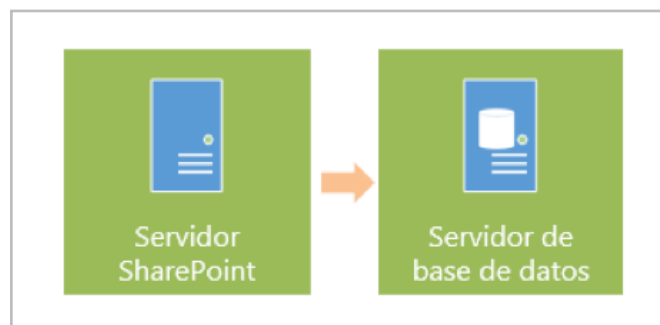 Servidor
SharePoint
Servidor de
base de datos